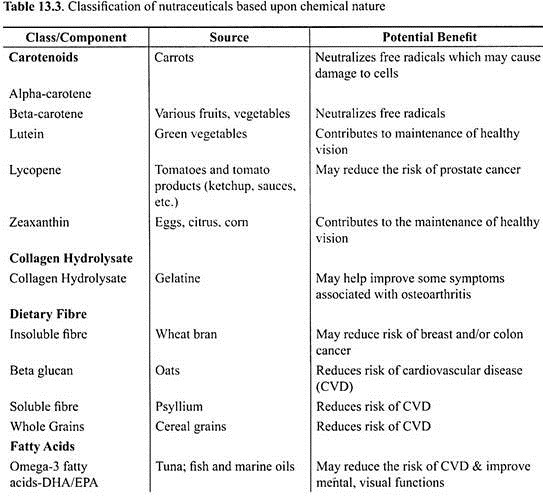 Table 13.3. Classification of nutraceuticals based upon chemical nature
Class/Component Source Potential Benefit
Carotenoids Carrots Neutralizes free radicals which may cause
damage to cells
Alpha-carotene
Beta-carotene Various fruits, vegetables Neutralizes free radicals
Lutein Green vegetables Contributes to maintenance of healthy
vision
Lycopene Tomatoes and tomato May reduce the risk of prostate cancer
products (ketchup, sauces,
etc.)
Zeaxanthin Eggs, citrus, corn Contributes to the maintenance of healthy
vision
Collagen Hydrolysate
Collagen Hydrolysate Gelatine May help improve some symptoms
associated with osteoarthritis
Dietary Fibre
Insoluble fibre Wheat bran May reduce risk of breast and/or colon
cancer
Beta glucan Oats Reduces risk of cardiovascular disease
(CVD)
Soluble fibre Psyllium Reduces risk of CVD
Whole Grains Cereal grains Reduces risk of CVD
Fatty Acids
Omega-3 fatty Tuna; fish and marine oils May reduce the risk of CVD & improve
acids-DHA/EPA mental, visual functions